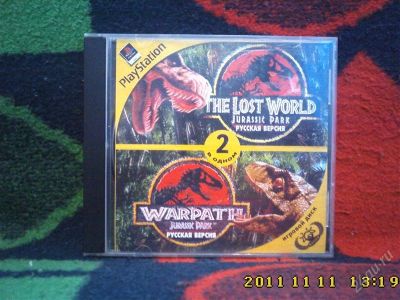 PlayStation
THE LOST WORLD
JURASSIC PARK
РУССКАЯ ВЕРСИЯ
2
В ОДНОМ
WARPATH
JURASSIC PARK
РУССКАЯ ВЕРСИЯ
игровой диск
2011 11 11 13:19